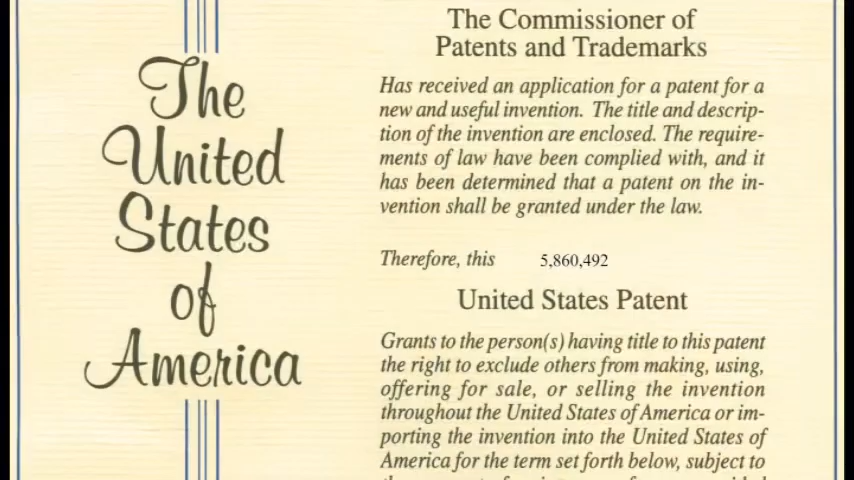 The
United
States
of
America
The Commissioner of
Patents and Trademarks
Has received an application for a patent for a
new and useful invention. The title and descrip-
tion of the invention are enclosed. The require-
ments of law have been complied with, and it
has been determined that a patent on the in-
vention shall be granted under the law.
Therefore, this 5,860,492
United States Patent
Grants to the person(s) having title to this patent
the right to exclude others from making, using,
offering for sale, or selling the invention
throughout the United States of America or im-
porting the invention into the United States of
America for the term set forth below, subject to